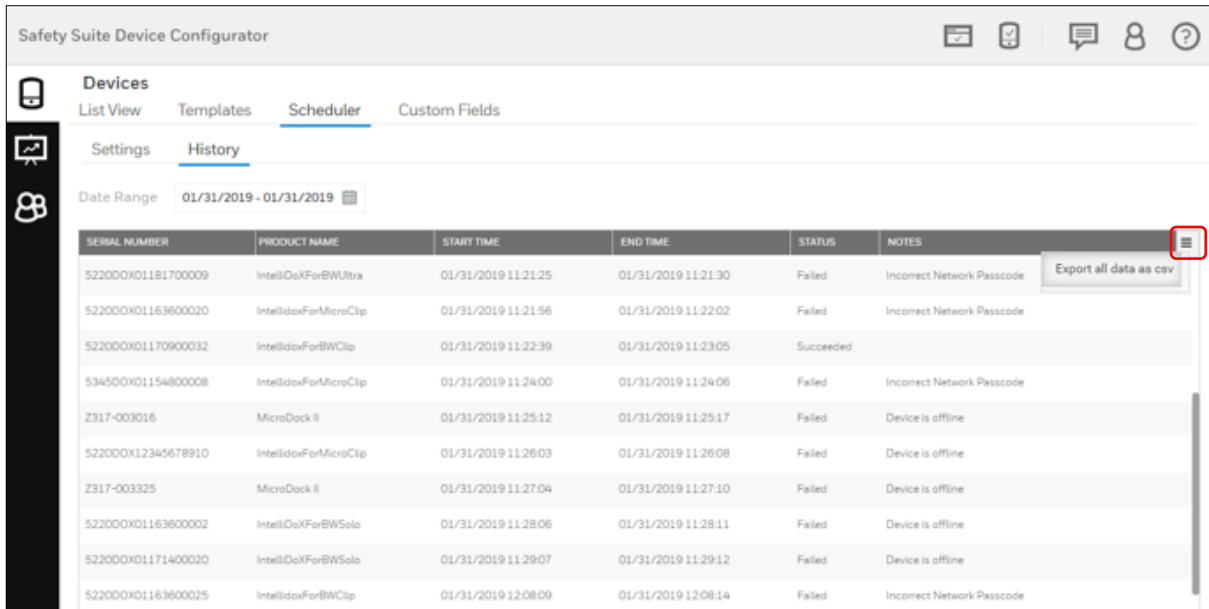 Safety Suite Device Configurator
Devices
List View Templates Scheduler Custom Fields
Settings History
Date Range 01/31/2019 - 01/31/2019
SERIAL NUMBER PRODUCT NAME START TIME END TIME STATUS NOTES
Export all data as csv
5220DOX01181700009 IntelliDoXForBWUltra 01/31/2019 11:21:25 01/31/2019 11:21:30 Failed Incorrect Network Passcode
5220DOX01163600020 IntellidoxForMicroClip 01/31/2019 11:21:56 01/31/2019 11:22:02 Failed Incorrect Network Passcode
5220DOX01170900032 IntellidoxForBWClip 01/31/2019 11:22:39 01/31/2019 11:23:05 Succeeded
5345DOX01154800008 IntellidoxForMicroClip 01/31/2019 11:24:00 01/31/2019 11:24:06 Failed Incorrect Network Passcode
Z317-003016 MicroDock II 01/31/2019 11:25:12 01/31/2019 11:25:17 Failed Device is offline
5220DOX12345678910 IntellidoxForMicroClip 01/31/2019 11:26:03 01/31/2019 11:26:08 Failed Device is offline
Z317-003325 MicroDock II 01/31/2019 11:27:04 01/31/2019 11:27:10 Failed Device is offline
5220DOX01163600002 IntelliDoXForBWSolo 01/31/2019 11:28:06 01/31/2019 11:28:11 Failed Device is offline
5220DOX01171400020 IntelliDoXForBWSolo 01/31/2019 11:29:07 01/31/2019 11:29:12 Failed Device is offline
5220DOX01163600025 IntellidoxForBWClip 01/31/2019 12:08:09 01/31/2019 12:08:14 Failed Incorrect Network Passcode